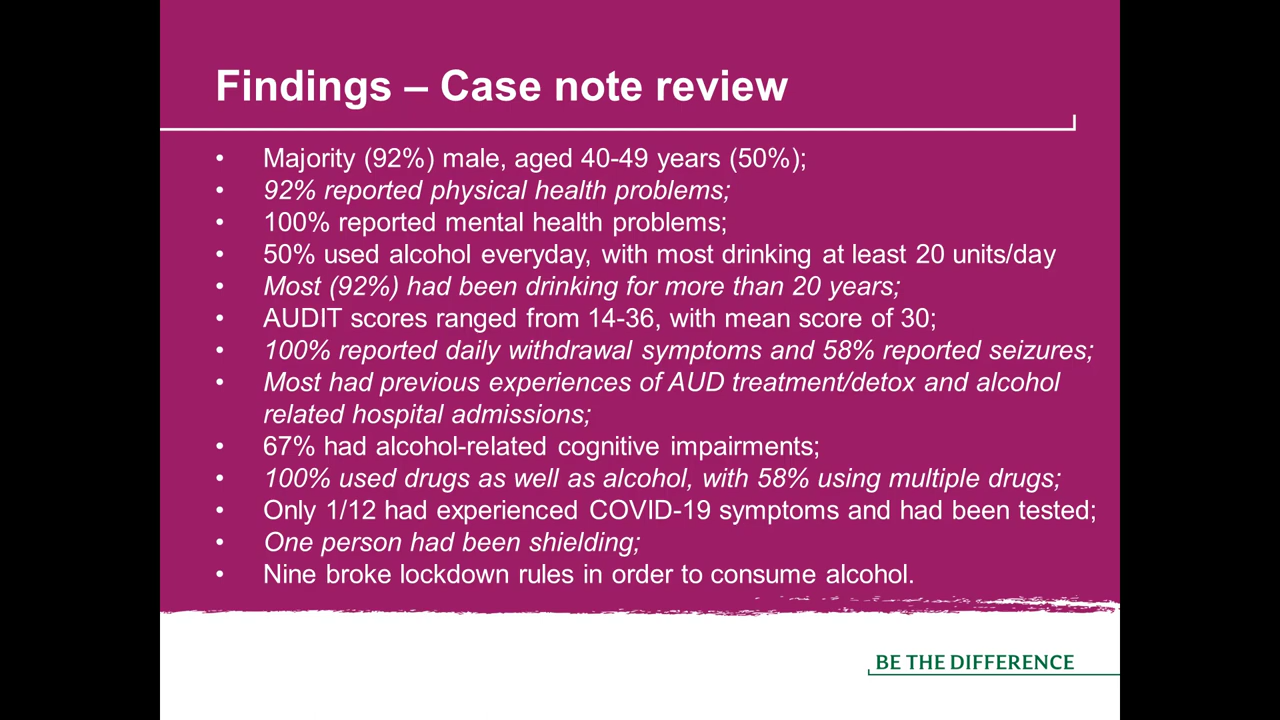 Findings – Case note review
• Majority (92%) male, aged 40-49 years (50%);
• 92% reported physical health problems;
• 100% reported mental health problems;
• 50% used alcohol everyday, with most drinking at least 20 units/day
• Most (92%) had been drinking for more than 20 years;
• AUDIT scores ranged from 14-36, with mean score of 30;
• 100% reported daily withdrawal symptoms and 58% reported seizures;
• Most had previous experiences of AUD treatment/detox and alcohol
related hospital admissions;
• 67% had alcohol-related cognitive impairments;
• 100% used drugs as well as alcohol, with 58% using multiple drugs;
• Only 1/12 had experienced COVID-19 symptoms and had been tested;
• One person had been shielding;
• Nine broke lockdown rules in order to consume alcohol.
BE THE DIFFERENCE